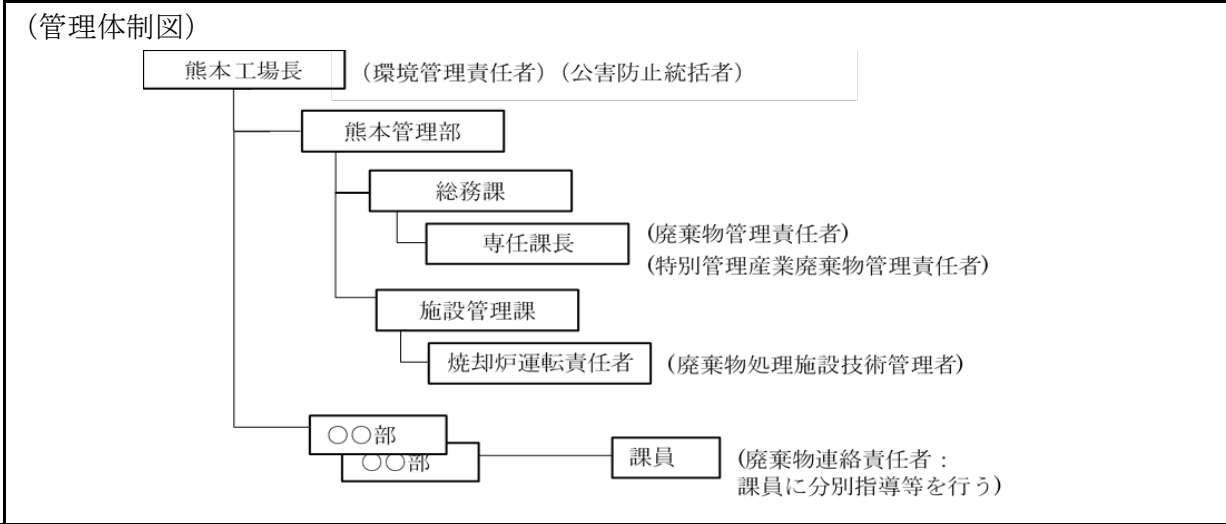 （管理体制図）
熊本工場長 （環境管理責任者）（公害防止統括者）
熊本管理部
総務課
専任課長 (廃棄物管理責任者)
(特別管理産業廃棄物管理責任者)
施設管理課
焼却炉運転責任者 (廃棄物処理施設技術管理者)
〇〇部
〇〇部
課員 (廃棄物連絡責任者：
課員に分別指導等を行う)